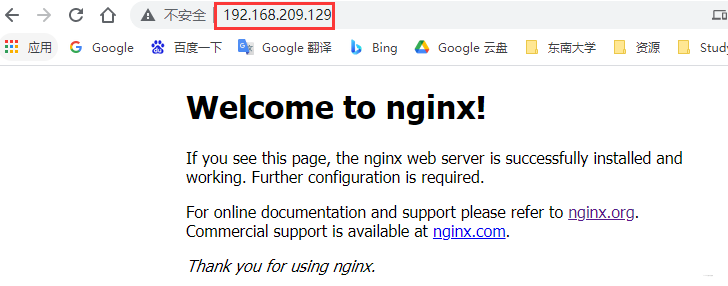 不安全 192.168.209.129
应用 Google 百度一下 Google 翻译 Bing Google 云盘 东南大学 资源 Study
Welcome to nginx!
If you see this page, the nginx web server is successfully installed and
working. Further configuration is required.
For online documentation and support please refer to nginx.org.
Commercial support is available at nginx.com.
Thank you for using nginx.